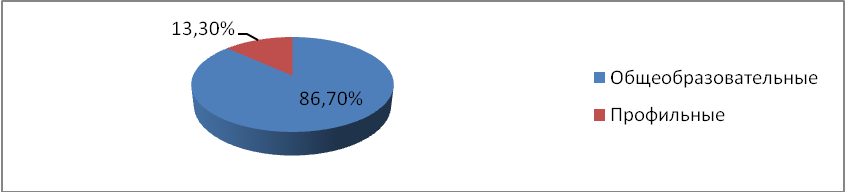 13,30%
86,70%
Общеобразовательные
Профильные